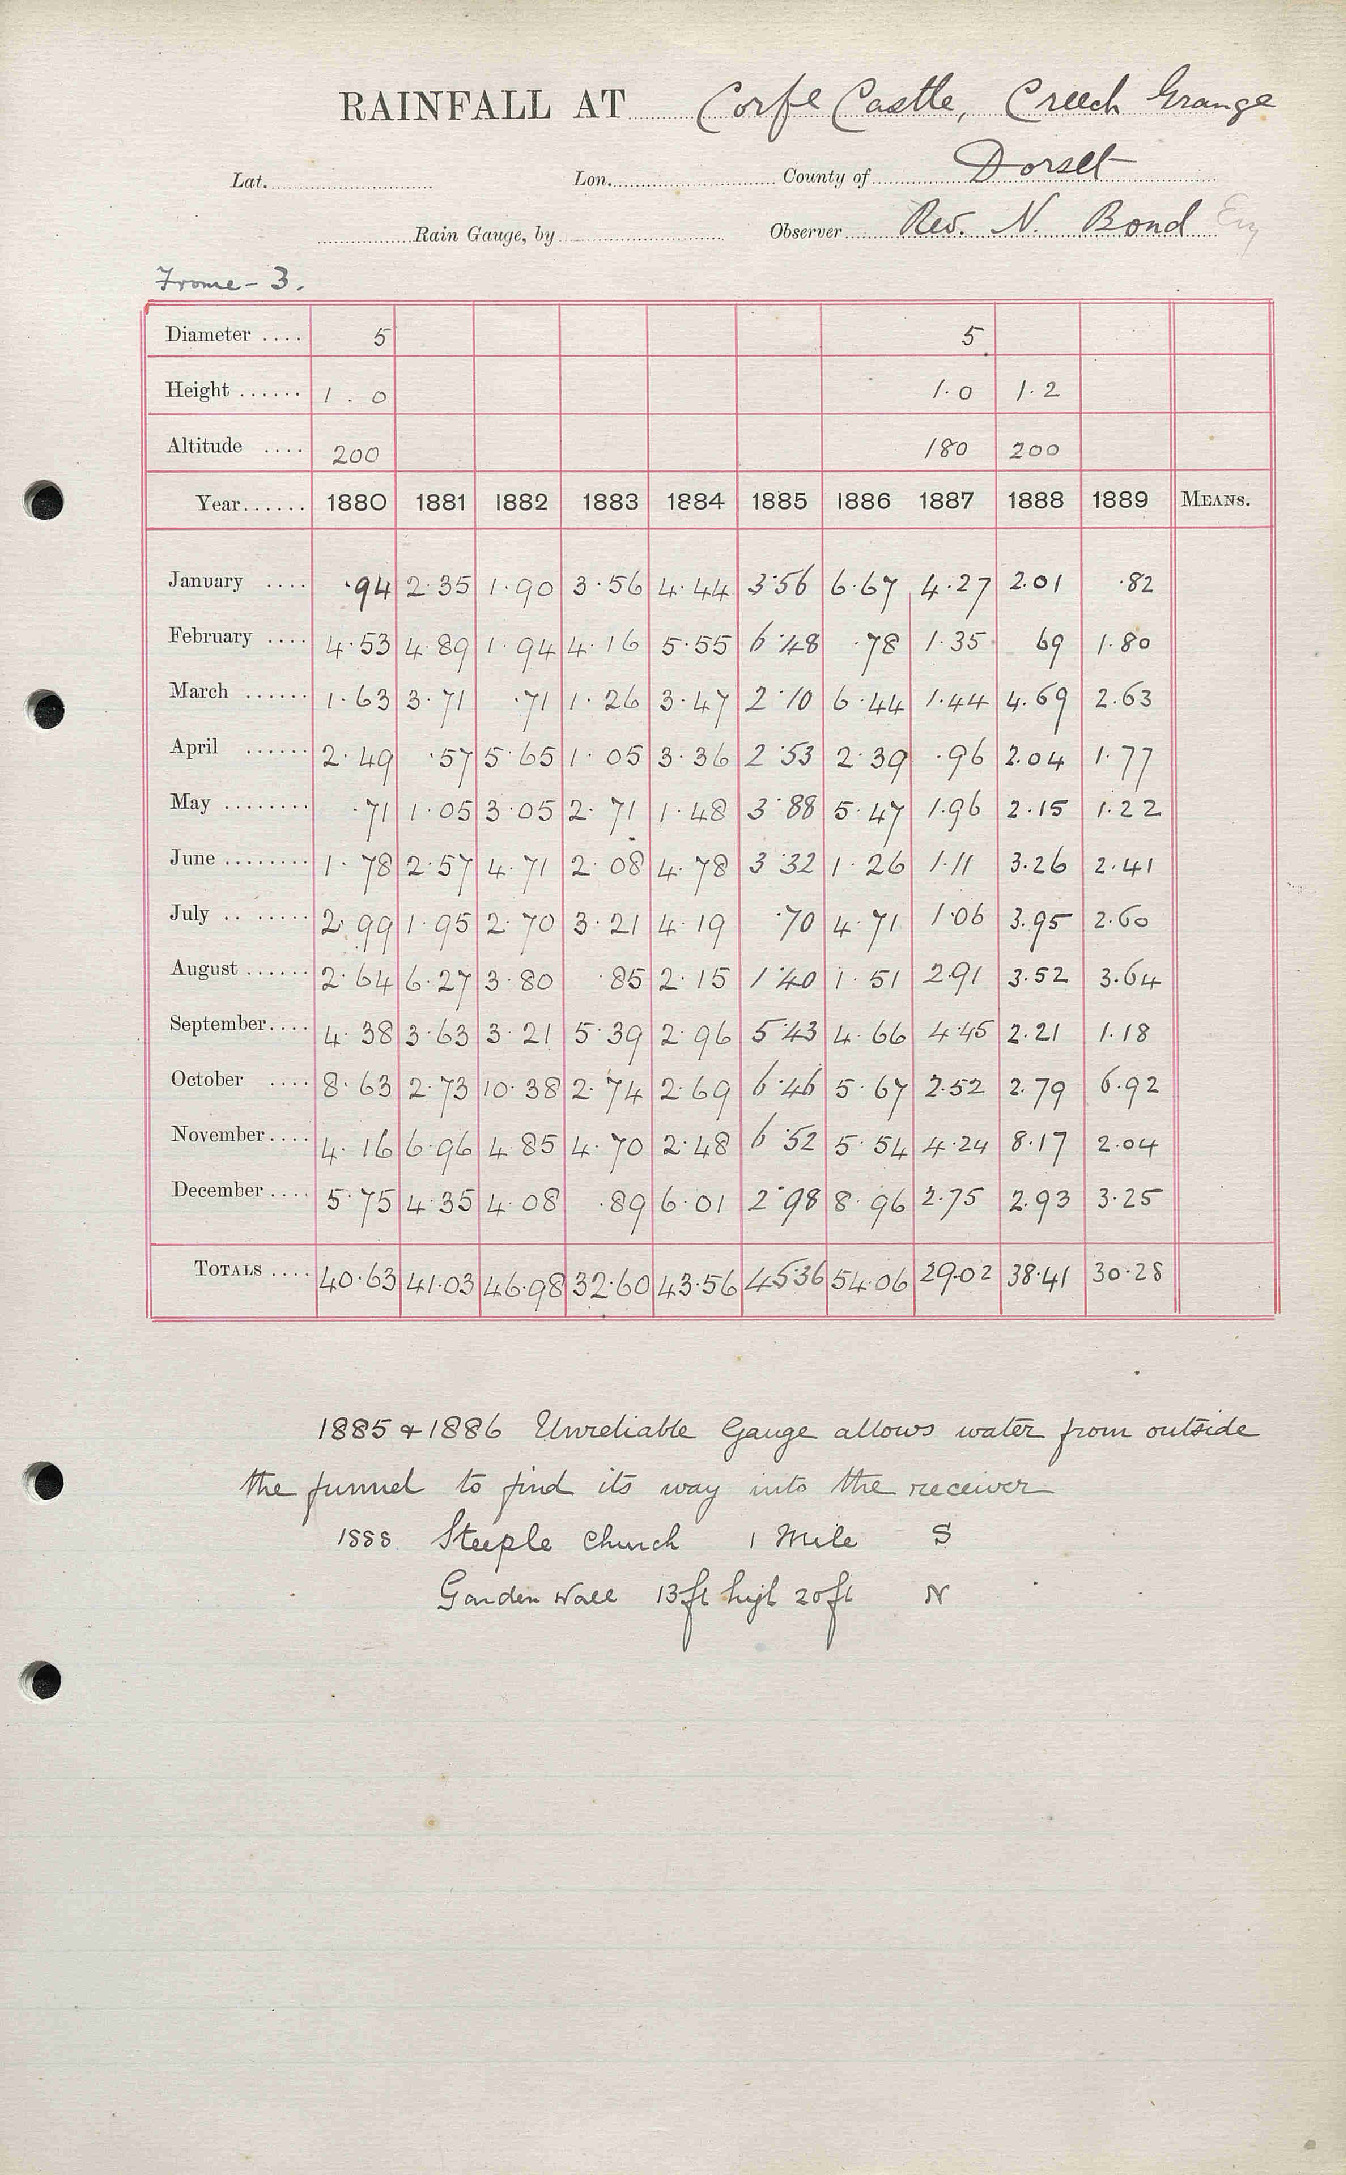 RAINFALL AT Corfe Castle, Creech Grange
Lat. Lon. County of Dorset
Rain Gauge, by Observer Rev. N. Bond
Frome - 3.
Diameter .... 5 5
Height ...... 1.0 1.0 1.2
Altitude .... 200 180 200
Year...... 1880 1881 1882 1883 1884 1885 1886 1887 1888 1889 MEANS.
January .... .94 2.35 1.90 3.56 4.44 3.56 6.67 4.27 2.01 .82
February .... 4.53 4.89 1.94 4.16 5.55 6.48 .78 1.35 69 1.80
March ...... 1.63 3.71 .71 1.26 3.47 2.10 6.44 1.44 4.69 2.63
April ...... 2.49 .57 5.65 1.05 3.36 2.53 2.39 .96 2.04 1.77
May ........ .71 1.05 3.05 2.71 1.48 3.88 5.47 1.96 2.15 1.22
June ........ 1.78 2.57 4.71 2.08 4.78 3.32 1.26 1.11 3.26 2.41
July .. ..... 2.99 1.95 2.70 3.21 4.19 .70 4.71 1.06 3.95 2.60
August ...... 2.64 6.27 3.80 .85 2.15 1.40 1.51 2.91 3.52 3.64
September.... 4.38 3.63 3.21 5.39 2.96 5.43 4.66 4.45 2.21 1.18
October .... 8.63 2.73 10.38 2.74 2.69 6.46 5.67 2.52 2.79 6.92
November.... 4.16 6.96 4.85 4.70 2.48 6.52 5.54 4.24 8.17 2.04
December .... 5.75 4.35 4.08 .89 6.01 2.98 8.96 2.75 2.93 3.25
TOTALS .... 40.63 41.03 46.98 32.60 43.56 45.36 54.06 29.02 38.41 30.28
1885 & 1886 Unreliable Gauge allows water from outside
the funnel to find its way into the receiver
1888 Steeple Church 1 Mile S
Garden Wall 13ft high 20ft N